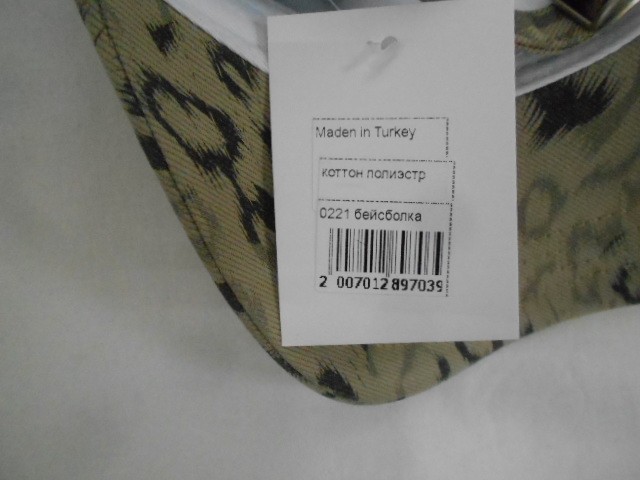 Maden in Turkey
коттон полиэстр
0221 бейсболка
2 007012 897039